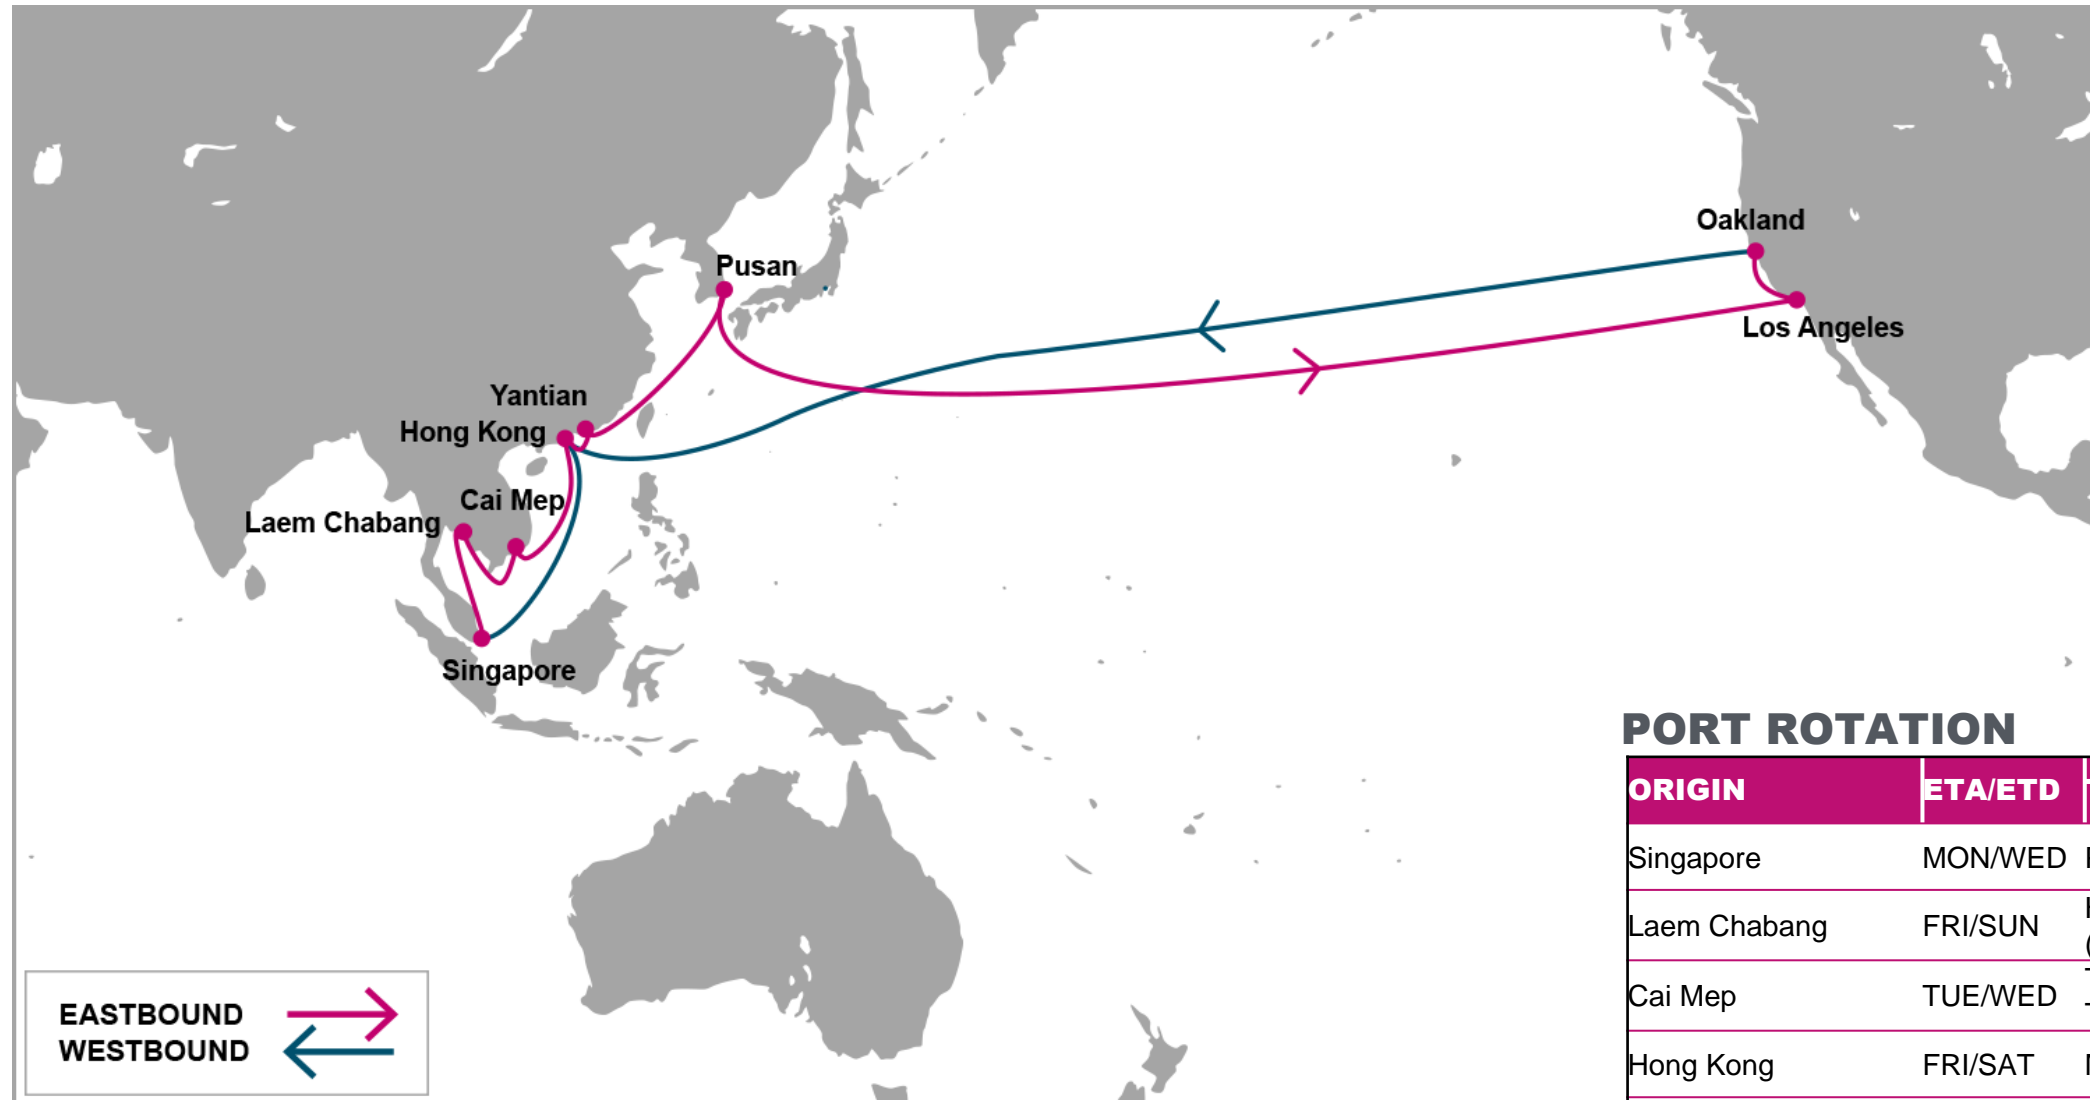 Oakland
Pusan
Los Angeles
Yantian
Hong Kong
Cai Mep
Laem Chabang
Singapore
PORT ROTATION
ORIGIN ETA/ETD
Singapore MON/WED
Laem Chabang FRI/SUN
Cai Mep TUE/WED
Hong Kong FRI/SAT
EASTBOUND
WESTBOUND